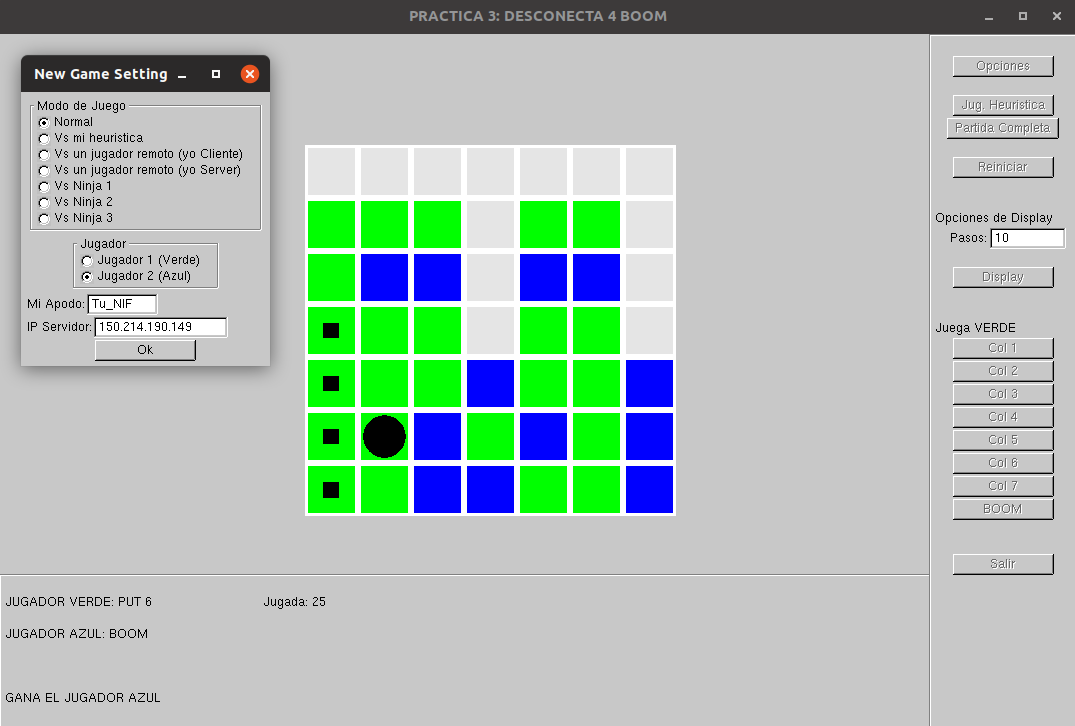 PRACTICA 3: DESCONECTA 4 BOOM
New Game Setting
Modo de Juego
Normal
Vs mi heuristica
Vs un jugador remoto (yo Cliente)
Vs un jugador remoto (yo Server)
Vs Ninja 1
Vs Ninja 2
Vs Ninja 3
Jugador
Jugador 1 (Verde)
Jugador 2 (Azul)
Mi Apodo: Tu_NIF
IP Servidor: 150.214.190.149
Ok
Opciones
Jug. Heuristica
Partida Completa
Reiniciar
Opciones de Display
Pasos: 10
Display
Juega VERDE
Col 1
Col 2
Col 3
Col 4
Col 5
Col 6
Col 7
BOOM
Salir
JUGADOR VERDE: PUT 6 Jugada: 25
JUGADOR AZUL: BOOM
GANA EL JUGADOR AZUL